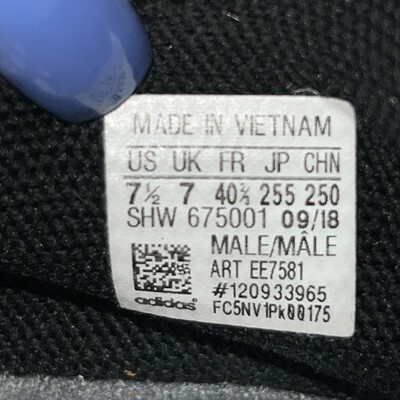 MADE IN VIETNAM
US UK FR JP CHN
7½ 7 40⅔ 255 250
SHW 675001 09/18
MALE/MÂLE
ART EE7581
#120933965
adidas FC5NV1Pk00175